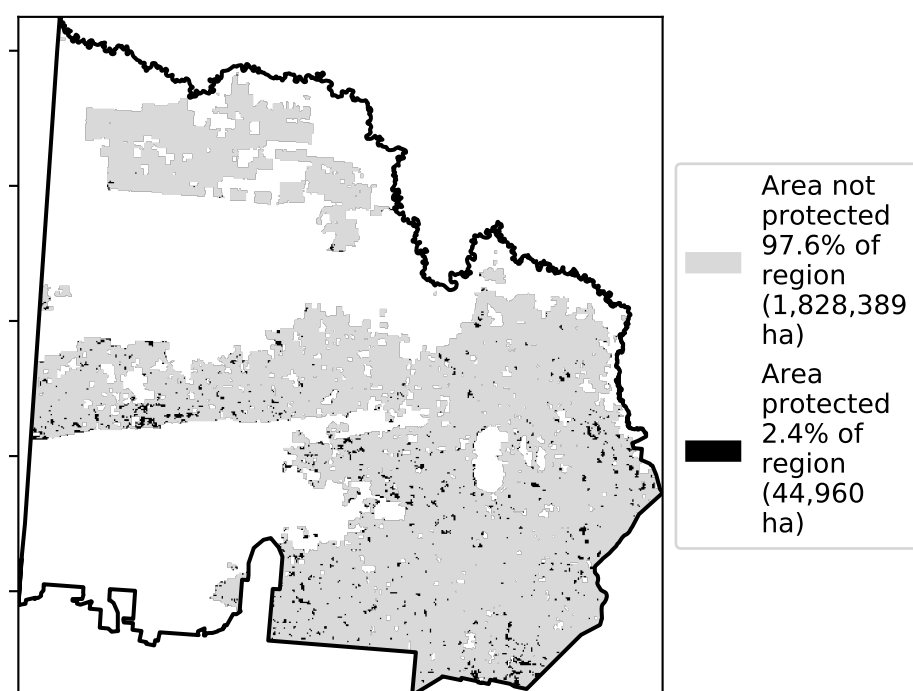 Area not
protected
97.6% of
region
(1,828,389
ha)
Area
protected
2.4% of
region
(44,960
ha)